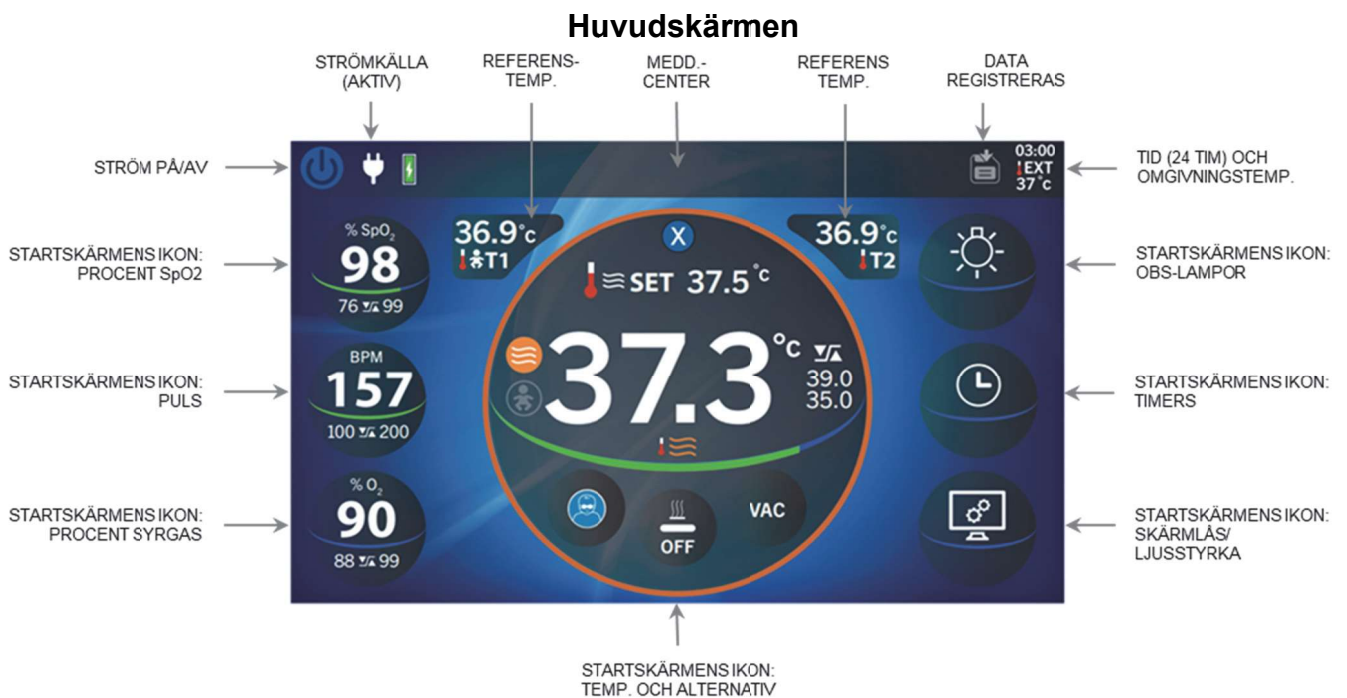 Huvudskärmen
STRÖMKÄLLA
(AKTIV)
REFERENS-
TEMP.
MEDD.-
CENTER
REFERENS
TEMP.
DATA
REGISTRERAS
STRÖM PÅ/AV
03:00
EXT
37°c
TID (24 TIM) OCH
OMGIVNINGSTEMP.
STARTSKÄRMENS IKON:
PROCENT SpO2
% SpO₂
98
76 99
36.9°c
T1
X
SET 37.5°c
36.9°c
T2
STARTSKÄRMENS IKON:
OBS-LAMPOR
STARTSKÄRMENS IKON:
PULS
BPM
157
100 200
37.3°c
39.0
35.0
STARTSKÄRMENS IKON:
TIMERS
STARTSKÄRMENS IKON:
PROCENT SYRGAS
% O₂
90
88 99
OFF
VAC
STARTSKÄRMENS IKON:
SKÄRMLÅS/
LJUSSTYRKA
STARTSKÄRMENS IKON:
TEMP. OCH ALTERNATIV